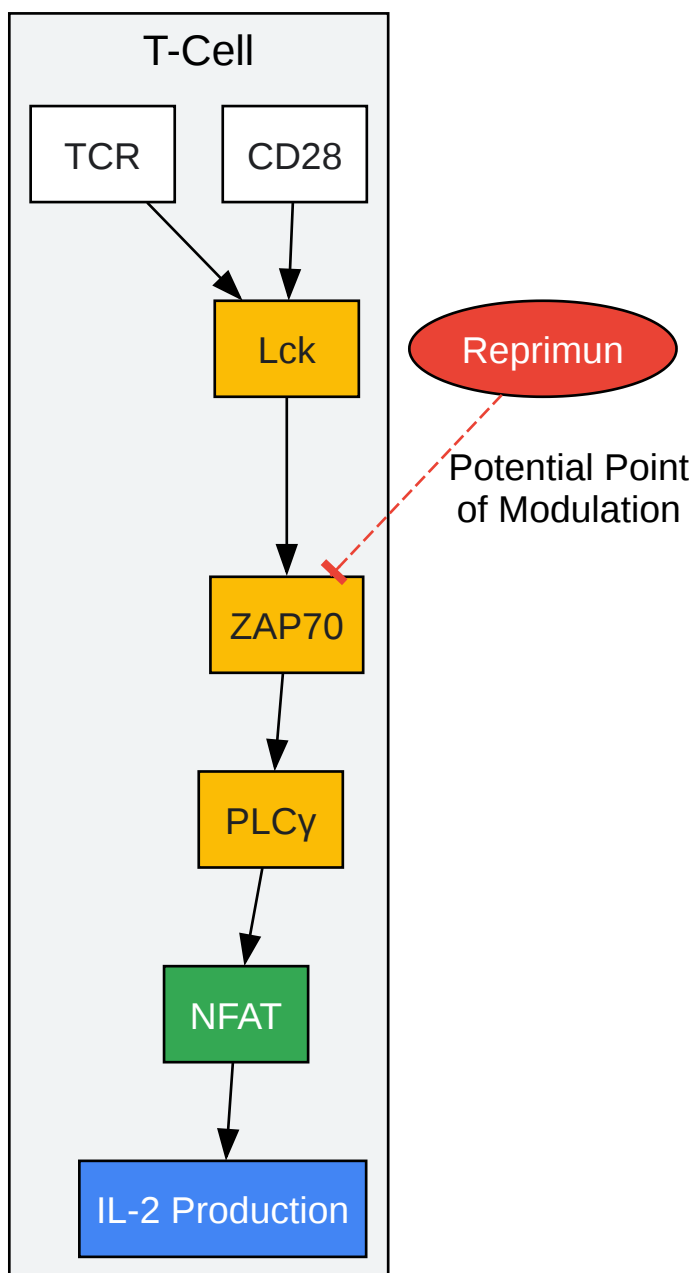 T-Cell
TCR
CD28
Lck
Reprimun
Potential Point
of Modulation
ZAP70
PLCγ
NFAT
IL-2 Production